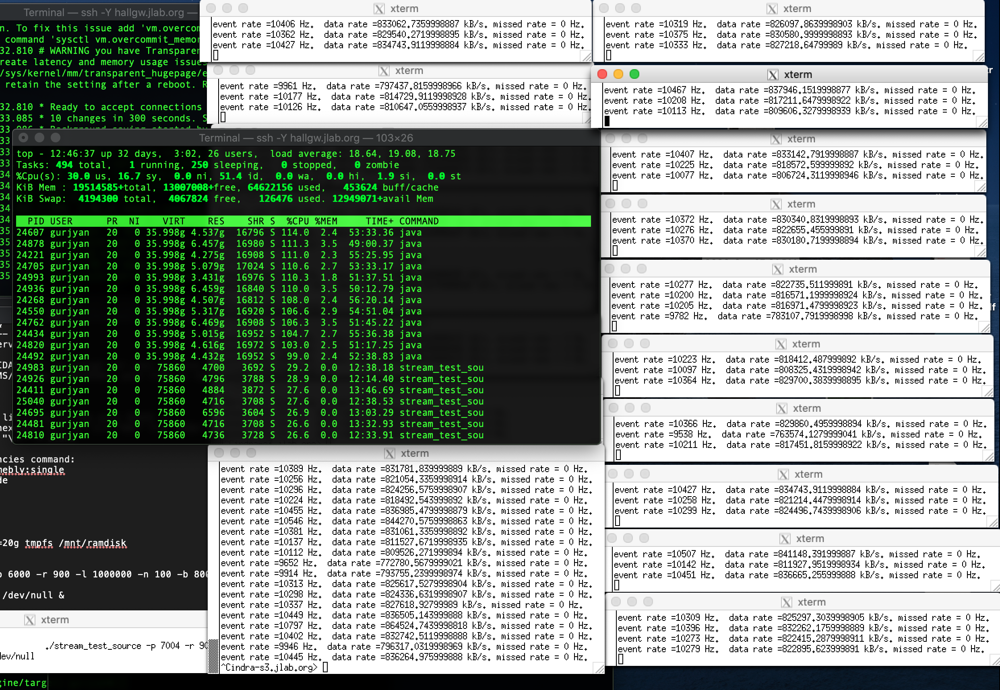 Terminal — ssh -Y hallgw.jlab.org —
n. To fix this issue add 'vm.overcom
command 'sysctl vm.overcommit_memor
32.810 # WARNING you have Transparen
reate latency and memory usage issues
/sys/kernel/mm/transparent_hugepage/e
retain the setting after a reboot. R
32.810 * Ready to accept connections
33.085 * 10 changes in 300 seconds. S
33.086 * Background saving started by
33
33
33
34
34
34
34
34
35
35
35
35
35
xterm
event rate =10406 Hz.  data rate =833062.7359998887 kB/s. missed rate = 0 Hz.
event rate =10362 Hz.  data rate =829540.2719998895 kB/s. missed rate = 0 Hz.
event rate =10427 Hz.  data rate =834743.9119998884 kB/s. missed rate = 0 Hz.
xterm
event rate =10319 Hz.  data rate =826097.8639998903 kB/s. missed rate = 0 Hz.
event rate =10375 Hz.  data rate =830580.9999998893 kB/s. missed rate = 0 Hz.
event rate =10333 Hz.  data rate =827218.64799989 kB/s. missed rate = 0 Hz.
xterm
event rate =9961 Hz.  data rate =797437.8159998966 kB/s. missed rate = 0 Hz.
event rate =10177 Hz.  data rate =814729.9119998928 kB/s. missed rate = 0 Hz.
event rate =10126 Hz.  data rate =810647.0559998937 kB/s. missed rate = 0 Hz.
xterm
event rate =10467 Hz.  data rate =837946.1519998877 kB/s. missed rate = 0 Hz.
event rate =10208 Hz.  data rate =817211.6479998922 kB/s. missed rate = 0 Hz.
event rate =10113 Hz.  data rate =809606.3279998939 kB/s. missed rate = 0 Hz.
tr
Terminal — ssh -Y hallgw.jlab.org — 103×26
top - 12:46:37 up 32 days,  3:02, 26 users,  load average: 18.64, 19.08, 18.75
Tasks: 494 total,   1 running, 250 sleeping,   0 stopped,   0 zombie
%Cpu(s): 30.0 us, 16.7 sy,  0.0 ni, 51.4 id,  0.0 wa,  0.0 hi,  1.9 si,  0.0 st
KiB Mem : 19514585+total, 13007008+free, 64622156 used,   453624 buff/cache
KiB Swap:  4194300 total,  4067824 free,   126476 used. 12949071+avail Mem
PID USER PR NI VIRT RES SHR S %CPU %MEM TIME+ COMMAND
24607 gurjyan 20 0 35.998g 4.537g 16796 S 114.0 2.4 53:33.36 java
24878 gurjyan 20 0 35.998g 6.457g 16980 S 111.3 3.5 49:00.37 java
24221 gurjyan 20 0 35.998g 4.275g 16908 S 111.0 2.3 55:25.95 java
24705 gurjyan 20 0 35.998g 5.079g 17024 S 110.6 2.7 53:33.17 java
24993 gurjyan 20 0 35.998g 3.431g 16976 S 110.3 1.8 51:37.51 java
24936 gurjyan 20 0 35.998g 6.459g 16840 S 110.0 3.5 50:12.79 java
24268 gurjyan 20 0 35.998g 4.507g 16812 S 108.0 2.4 56:20.14 java
24550 gurjyan 20 0 35.998g 5.317g 16920 S 106.6 2.9 54:51.04 java
24762 gurjyan 20 0 35.998g 6.469g 16908 S 106.3 3.5 51:45.22 java
24434 gurjyan 20 0 35.998g 5.015g 16952 S 104.7 2.7 55:36.38 java
24820 gurjyan 20 0 35.998g 4.616g 16972 S 103.0 2.5 51:17.25 java
24492 gurjyan 20 0 35.998g 4.432g 16952 S 99.0 2.4 52:38.83 java
24983 gurjyan 20 0 75860 4700 3692 S 29.2 0.0 12:38.18 stream_test_sou
24926 gurjyan 20 0 75860 4796 3788 S 28.9 0.0 12:14.40 stream_test_sou
24411 gurjyan 20 0 75860 4884 3872 S 27.6 0.0 13:46.69 stream_test_sou
25040 gurjyan 20 0 75860 4716 3708 S 27.6 0.0 12:38.53 stream_test_sou
24695 gurjyan 20 0 75860 6596 3604 S 26.9 0.0 13:03.29 stream_test_sou
24481 gurjyan 20 0 75860 4716 3708 S 26.6 0.0 13:32.93 stream_test_sou
24810 gurjyan 20 0 75860 4736 3728 S 26.6 0.0 12:33.91 stream_test_sou
xterm
event rate =10407 Hz.  data rate =833142.7919998887 kB/s. missed rate = 0 Hz.
event rate =10225 Hz.  data rate =818572.599999892 kB/s. missed rate = 0 Hz.
event rate =10077 Hz.  data rate =806724.3119998946 kB/s. missed rate = 0 Hz.
xterm
event rate =10372 Hz.  data rate =830340.8319998893 kB/s. missed rate = 0 Hz.
event rate =10276 Hz.  data rate =822655.455999891 kB/s. missed rate = 0 Hz.
event rate =10370 Hz.  data rate =830180.7199998894 kB/s. missed rate = 0 Hz.
xterm
event rate =10277 Hz.  data rate =822735.511999891 kB/s. missed rate = 0 Hz.
event rate =10200 Hz.  data rate =816571.1999998924 kB/s. missed rate = 0 Hz.
event rate =10205 Hz.  data rate =816971.4799998923 kB/s. missed rate = 0 Hz.
event rate =9782 Hz.  data rate =783107.7919998998 kB/s. missed rate = 0 Hz.
xterm
event rate =10223 Hz.  data rate =818412.487999892 kB/s. missed rate = 0 Hz.
event rate =10097 Hz.  data rate =808325.4319998942 kB/s. missed rate = 0 Hz.
event rate =10364 Hz.  data rate =829700.3839998895 kB/s. missed rate = 0 Hz.
xterm
event rate =10366 Hz.  data rate =829860.4959998894 kB/s. missed rate = 0 Hz.
event rate =9538 Hz.  data rate =763574.1279999041 kB/s. missed rate = 0 Hz.
event rate =10211 Hz.  data rate =817451.8159998922 kB/s. missed rate = 0 Hz.
xterm
event rate =10427 Hz.  data rate =834743.9119998884 kB/s. missed rate = 0 Hz.
event rate =10258 Hz.  data rate =821214.4479998914 kB/s. missed rate = 0 Hz.
event rate =10299 Hz.  data rate =824496.7439998906 kB/s. missed rate = 0 Hz.
xterm
event rate =10507 Hz.  data rate =841148.391999887 kB/s. missed rate = 0 Hz.
event rate =10142 Hz.  data rate =811927.9519998934 kB/s. missed rate = 0 Hz.
event rate =10451 Hz.  data rate =836665.255999888 kB/s. missed rate = 0 Hz.
xterm
event rate =10309 Hz.  data rate =825297.3039998905 kB/s. missed rate = 0 Hz.
event rate =10396 Hz.  data rate =832262.1759998889 kB/s. missed rate = 0 Hz.
event rate =10273 Hz.  data rate =822415.2879998911 kB/s. missed rate = 0 Hz.
event rate =10279 Hz.  data rate =822895.623999891 kB/s. missed rate = 0 Hz.
xterm
event rate =10389 Hz.  data rate =831781.839999889 kB/s. missed rate = 0 Hz.
event rate =10256 Hz.  data rate =821054.3359998914 kB/s. missed rate = 0 Hz.
event rate =10296 Hz.  data rate =824256.5759998907 kB/s. missed rate = 0 Hz.
event rate =10224 Hz.  data rate =818492.543999892 kB/s. missed rate = 0 Hz.
event rate =10455 Hz.  data rate =836985.4799998879 kB/s. missed rate = 0 Hz.
event rate =10546 Hz.  data rate =844270.5759998863 kB/s. missed rate = 0 Hz.
event rate =10381 Hz.  data rate =831061.3359998892 kB/s. missed rate = 0 Hz.
event rate =10137 Hz.  data rate =811527.6719998935 kB/s. missed rate = 0 Hz.
event rate =10112 Hz.  data rate =809526.271999894 kB/s. missed rate = 0 Hz.
event rate =9652 Hz.  data rate =772780.5679999021 kB/s. missed rate = 0 Hz.
event rate =9914 Hz.  data rate =793755.2399998974 kB/s. missed rate = 0 Hz.
event rate =10313 Hz.  data rate =825617.5279998904 kB/s. missed rate = 0 Hz.
event rate =10298 Hz.  data rate =824336.6319998907 kB/s. missed rate = 0 Hz.
event rate =10337 Hz.  data rate =827618.92799989 kB/s. missed rate = 0 Hz.
event rate =10449 Hz.  data rate =836505.143999888 kB/s. missed rate = 0 Hz.
event rate =10797 Hz.  data rate =864524.7439998818 kB/s. missed rate = 0 Hz.
event rate =10402 Hz.  data rate =832742.5119998888 kB/s. missed rate = 0 Hz.
event rate =9946 Hz.  data rate =796317.0319998969 kB/s. missed rate = 0 Hz.
event rate =10445 Hz.  data rate =836264.975999888 kB/s. missed rate = 0 Hz.
^Cindra-s3.jlab.org>
--
erv
IDA
MS/
li
nex
"\
ncies command:
mebly:single
de
=20g tmpfs /mnt/ramdisk
p 6000 -r 900 -l 1000000 -n 100 -b 800
/dev/null &
xterm
./stream_test_source -p 7004 -r 90
dev/null
gine/targ